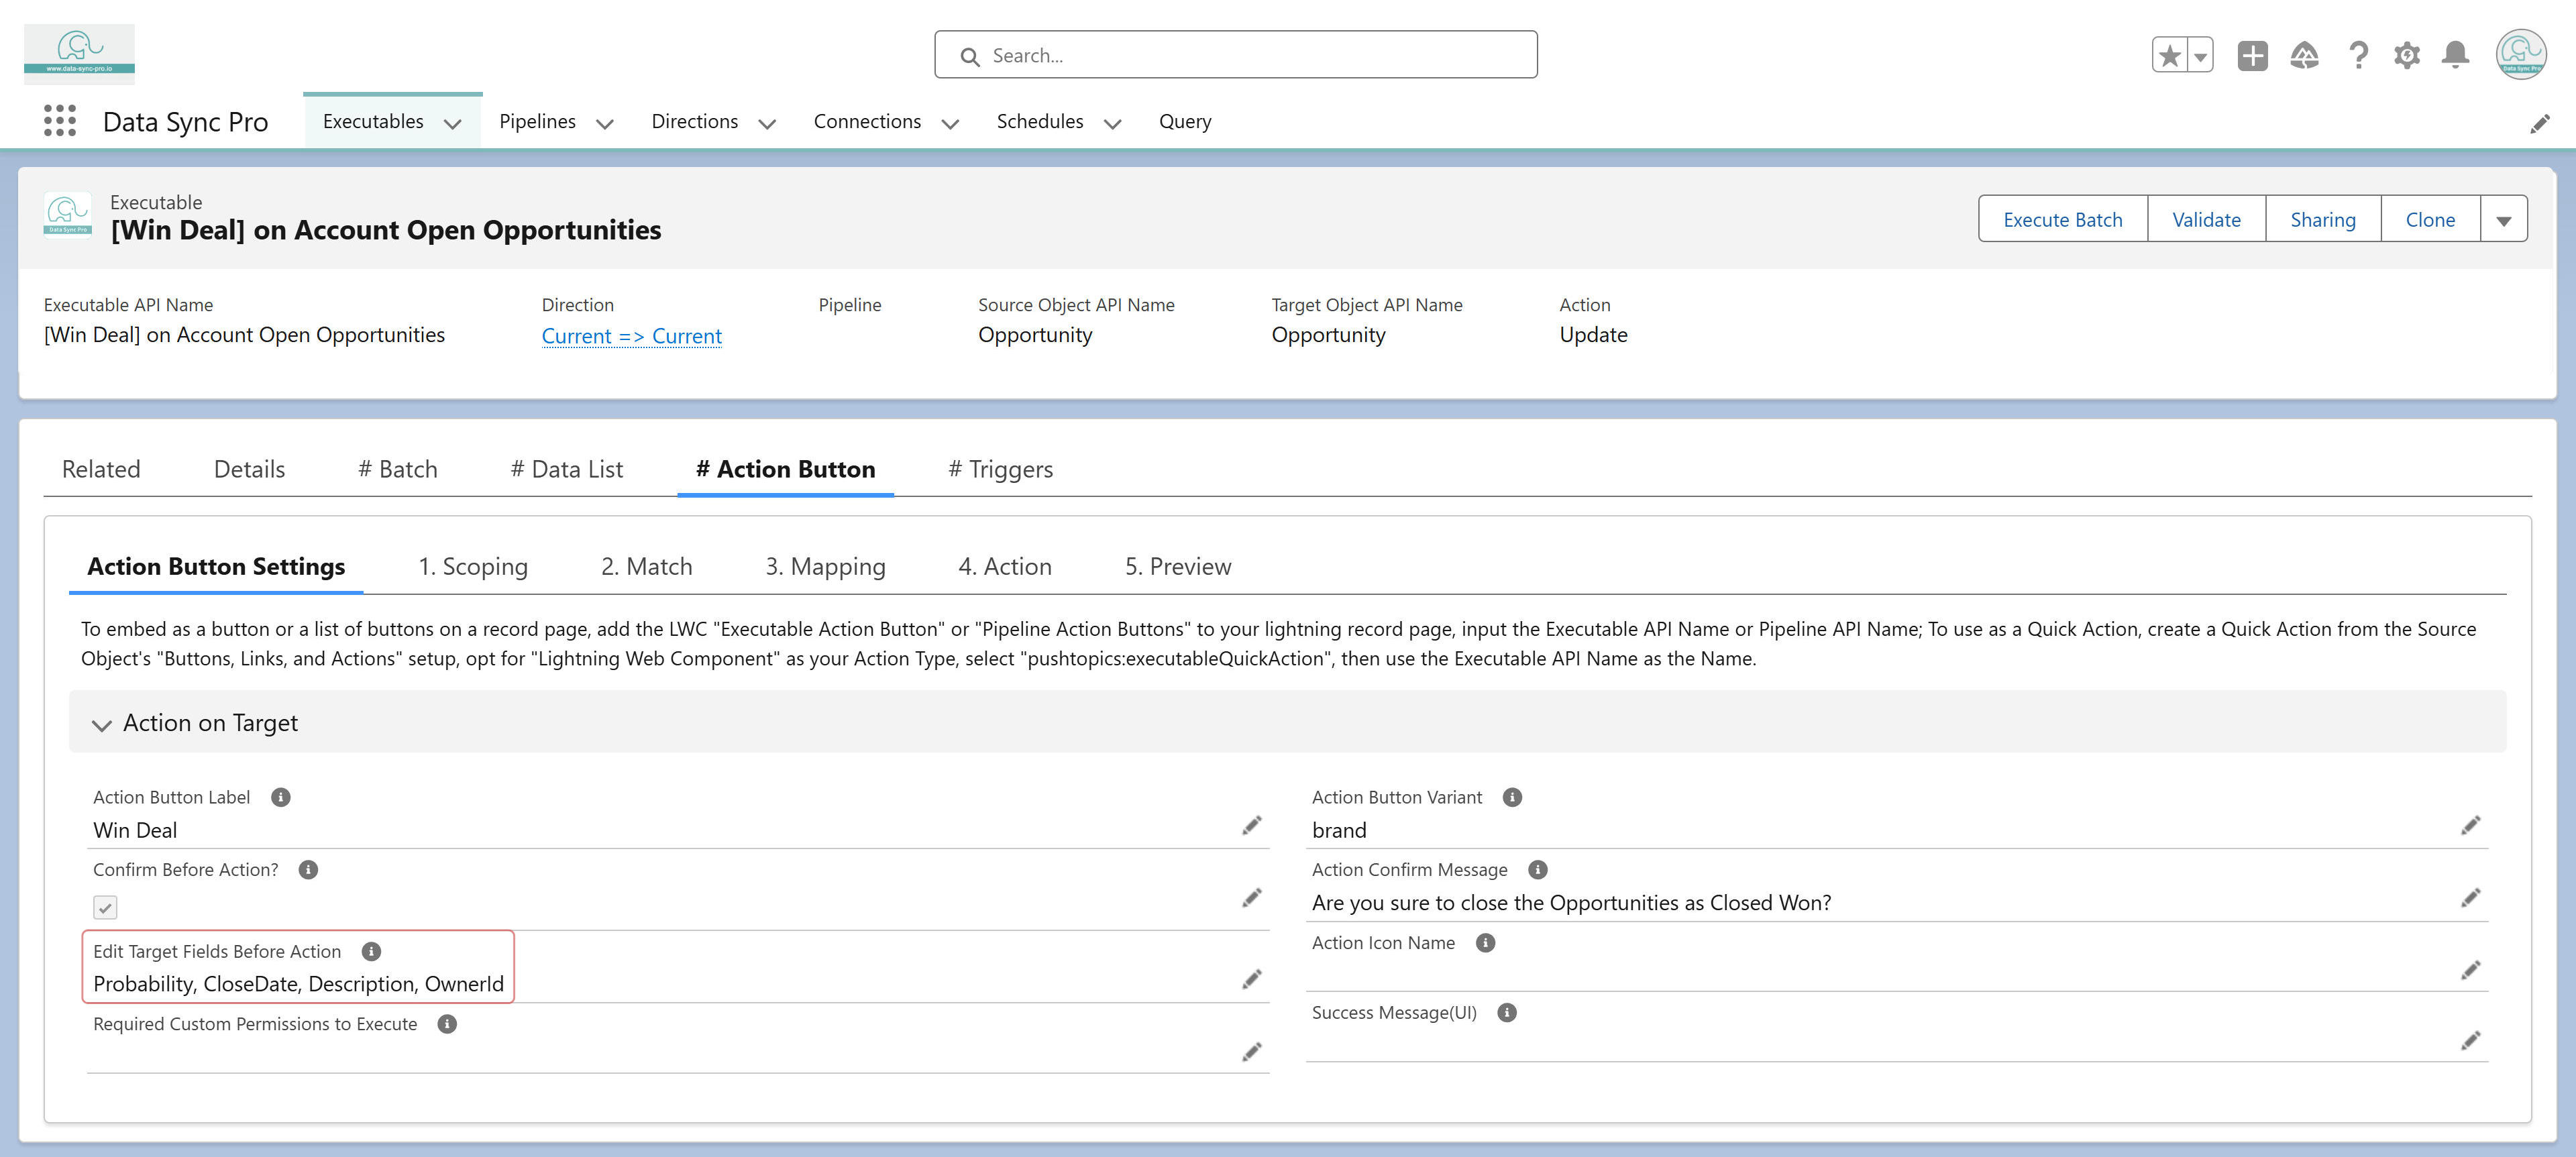 www.data-sync-pro.io
Search...
Data Sync Pro
Data Sync Pro
Executables
Pipelines
Directions
Connections
Schedules
Query
Data Sync Pro
Executable
[Win Deal] on Account Open Opportunities
Execute Batch
Validate
Sharing
Clone
Executable API Name
Direction
Pipeline
Source Object API Name
Target Object API Name
Action
[Win Deal] on Account Open Opportunities
Current => Current
Opportunity
Opportunity
Update
Related
Details
# Batch
# Data List
# Action Button
# Triggers
Action Button Settings
1. Scoping
2. Match
3. Mapping
4. Action
5. Preview
To embed as a button or a list of buttons on a record page, add the LWC "Executable Action Button" or "Pipeline Action Buttons" to your lightning record page, input the Executable API Name or Pipeline API Name; To use as a Quick Action, create a Quick Action from the Source
Object's "Buttons, Links, and Actions" setup, opt for "Lightning Web Component" as your Action Type, select "pushtopics:executableQuickAction", then use the Executable API Name as the Name.
Action on Target
Action Button Label
Win Deal
Action Button Variant
brand
Confirm Before Action?
Action Confirm Message
Are you sure to close the Opportunities as Closed Won?
Edit Target Fields Before Action
Probability, CloseDate, Description, OwnerId
Action Icon Name
Required Custom Permissions to Execute
Success Message(UI)